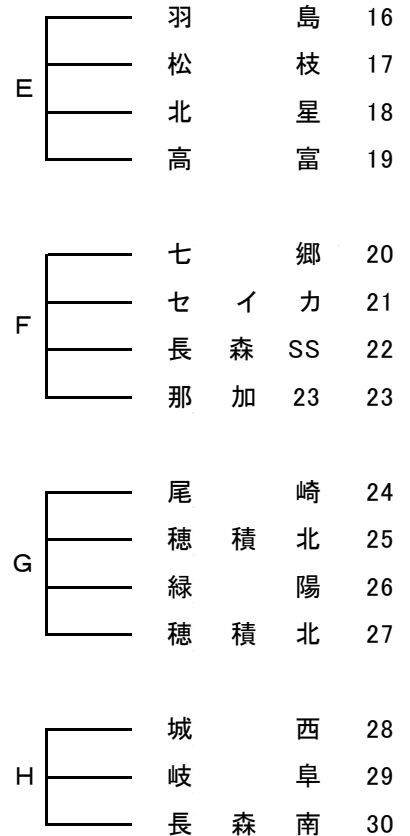 羽島 16
松枝 17
E
北星 18
高富 19
七郷 20
セイカ 21
F
長森SS 22
那加23 23
尾崎 24
穂積北 25
G
緑陽 26
穂積北 27
城西 28
H 岐阜 29
長森南 30